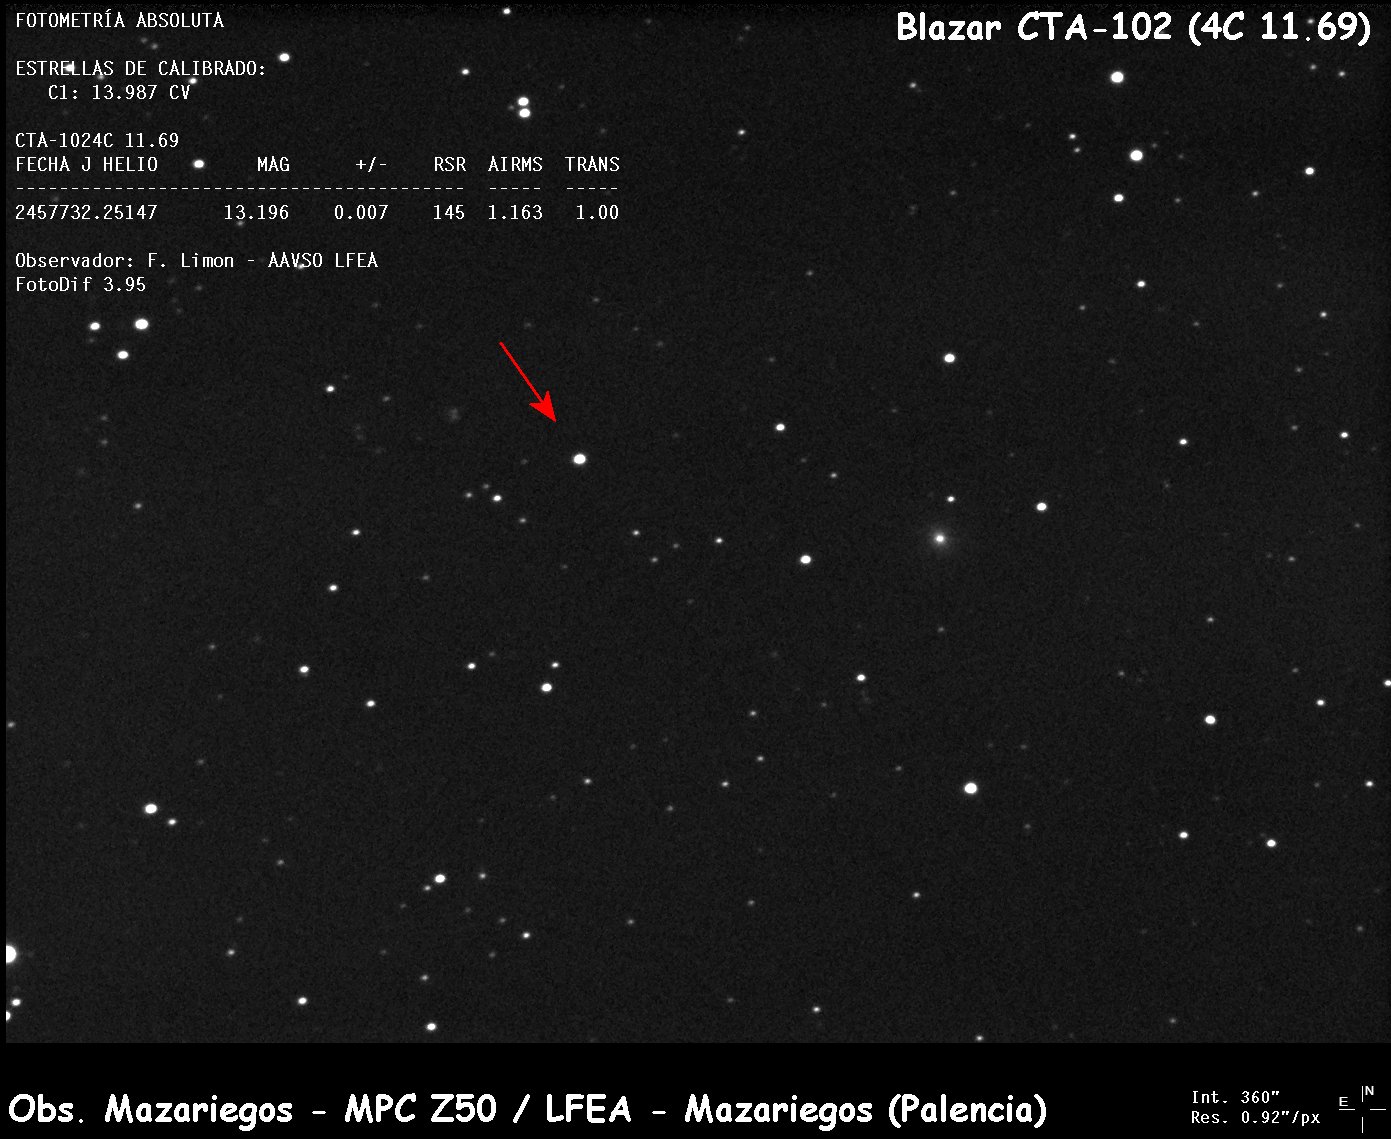 FOTOMETRÍA ABSOLUTA
Blazar CTA-102 (4C 11.69)
ESTRELLAS DE CALIBRADO:
C1: 13.987 CV
CTA-1024C 11.69
FECHA J HELIO MAG +/- RSR AIRMS TRANS
----------------------------------------- ----- -----
2457732.25147 13.196 0.007 145 1.163 1.00
Observador: F. Limon - AAVSO LFEA
FotoDif 3.95
Obs. Mazariegos - MPC Z50 / LFEA - Mazariegos (Palencia)
Int. 360"
Res. 0.92"/px
N
E